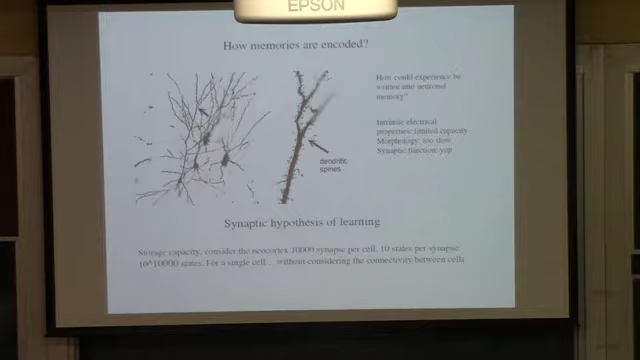 EPSON
How memories are encoded?
How could experience be
written into neuronal
memory?
Intrinsic electrical
properties: limited capacity
Morphology: too slow
Synaptic function: yep
dendritic
spines
Synaptic hypothesis of learning
Storage capacity, consider the neocortex 10000 synapse per cell, 10 states per synapse
10^10000 states. For a single cell... without considering the connectivity between cells